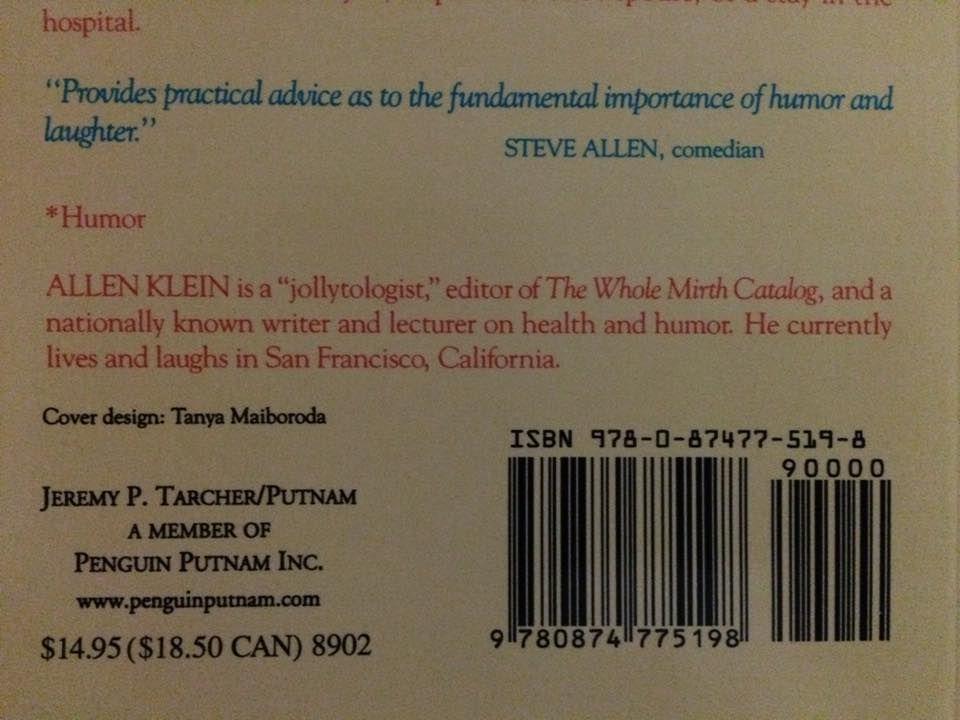 hospital.
“Provides practical advice as to the fundamental importance of humor and
laughter.”
STEVE ALLEN, comedian
*Humor
ALLEN KLEIN is a “jollytologist,” editor of The Whole Mirth Catalog, and a
nationally known writer and lecturer on health and humor. He currently
lives and laughs in San Francisco, California.
Cover design: Tanya Maiboroda
JEREMY P. TARCHER/PUTNAM
A MEMBER OF
PENGUIN PUTNAM INC.
www.penguinputnam.com
$14.95 ($18.50 CAN) 8902
ISBN 978-0-87477-519-8
90000
9 780874 775198